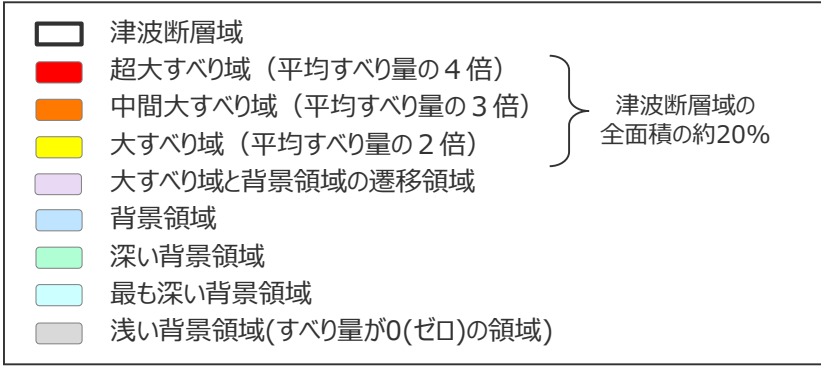 津波断層域
超大すべり域（平均すべり量の４倍）
中間大すべり域（平均すべり量の３倍）
大すべり域（平均すべり量の２倍）
津波断層域の
全面積の約20%
大すべり域と背景領域の遷移領域
背景領域
深い背景領域
最も深い背景領域
浅い背景領域(すべり量が0(ゼロ)の領域)